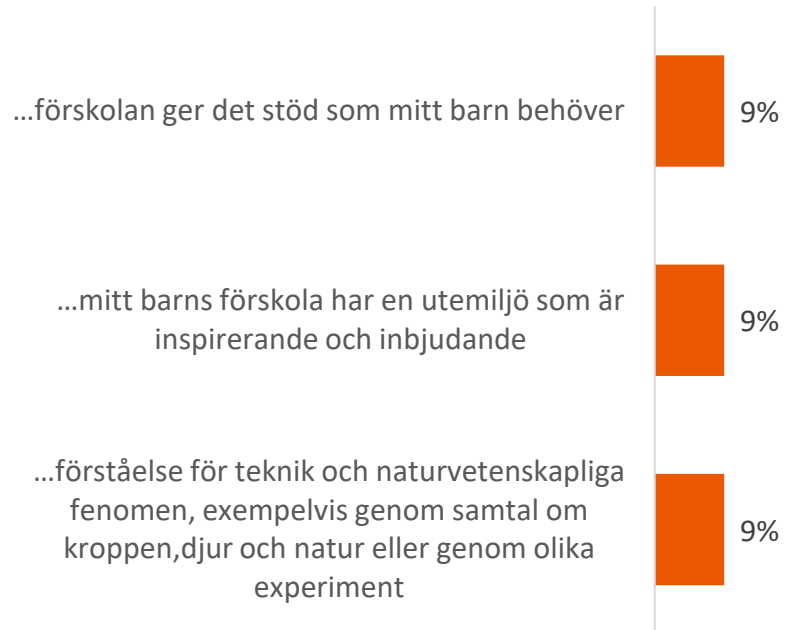 ...förskolan ger det stöd som mitt barn behöver
9%
...mitt barns förskola har en utemiljö som är
inspirerande och inbjudande
9%
...förståelse för teknik och naturvetenskapliga
fenomen, exempelvis genom samtal om
kroppen,djur och natur eller genom olika
experiment
9%